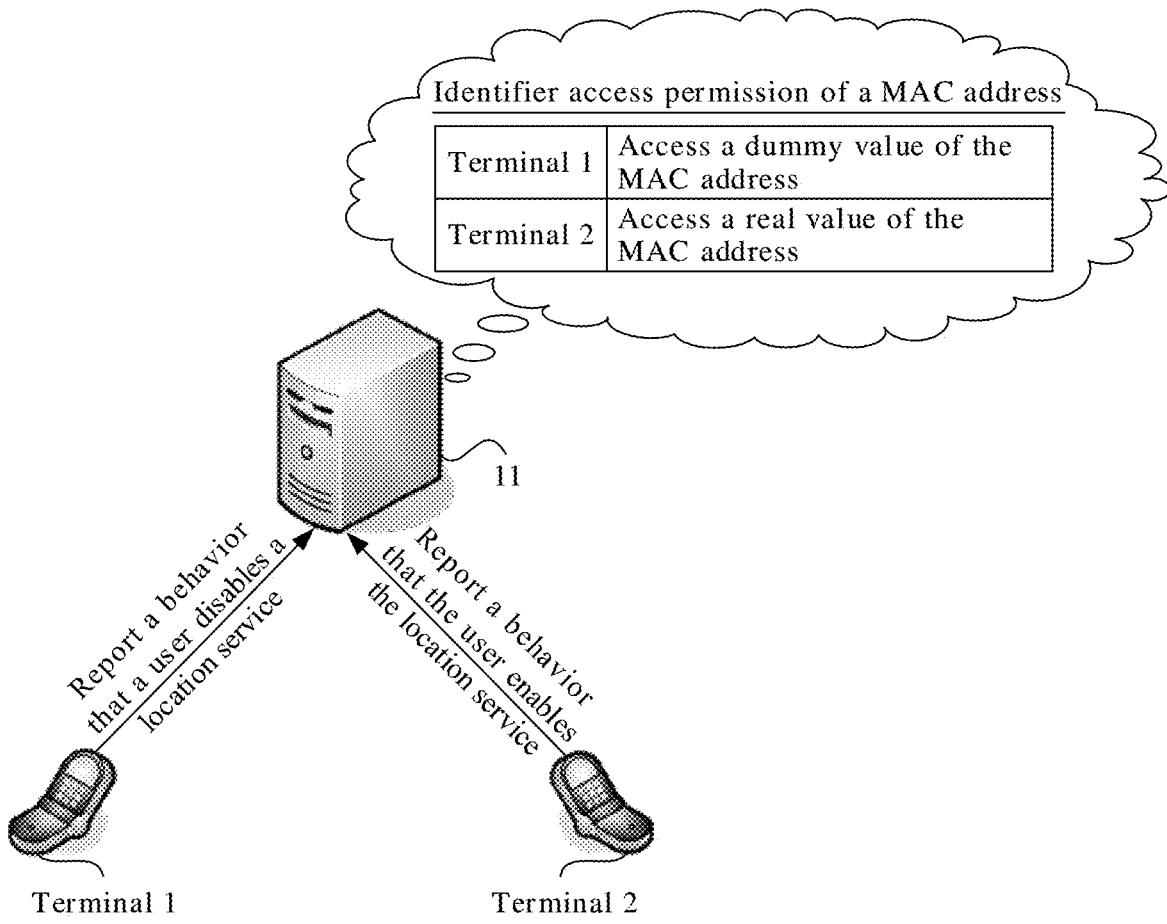 Identifier access permission of a MAC address
Terminal 1
Access a dummy value of the
MAC address
Terminal 2
Access a real value of the
MAC address
11
Report a behavior
that a user disables a
location service
Report a behavior
that the user enables
the location service
Terminal 1
Terminal 2